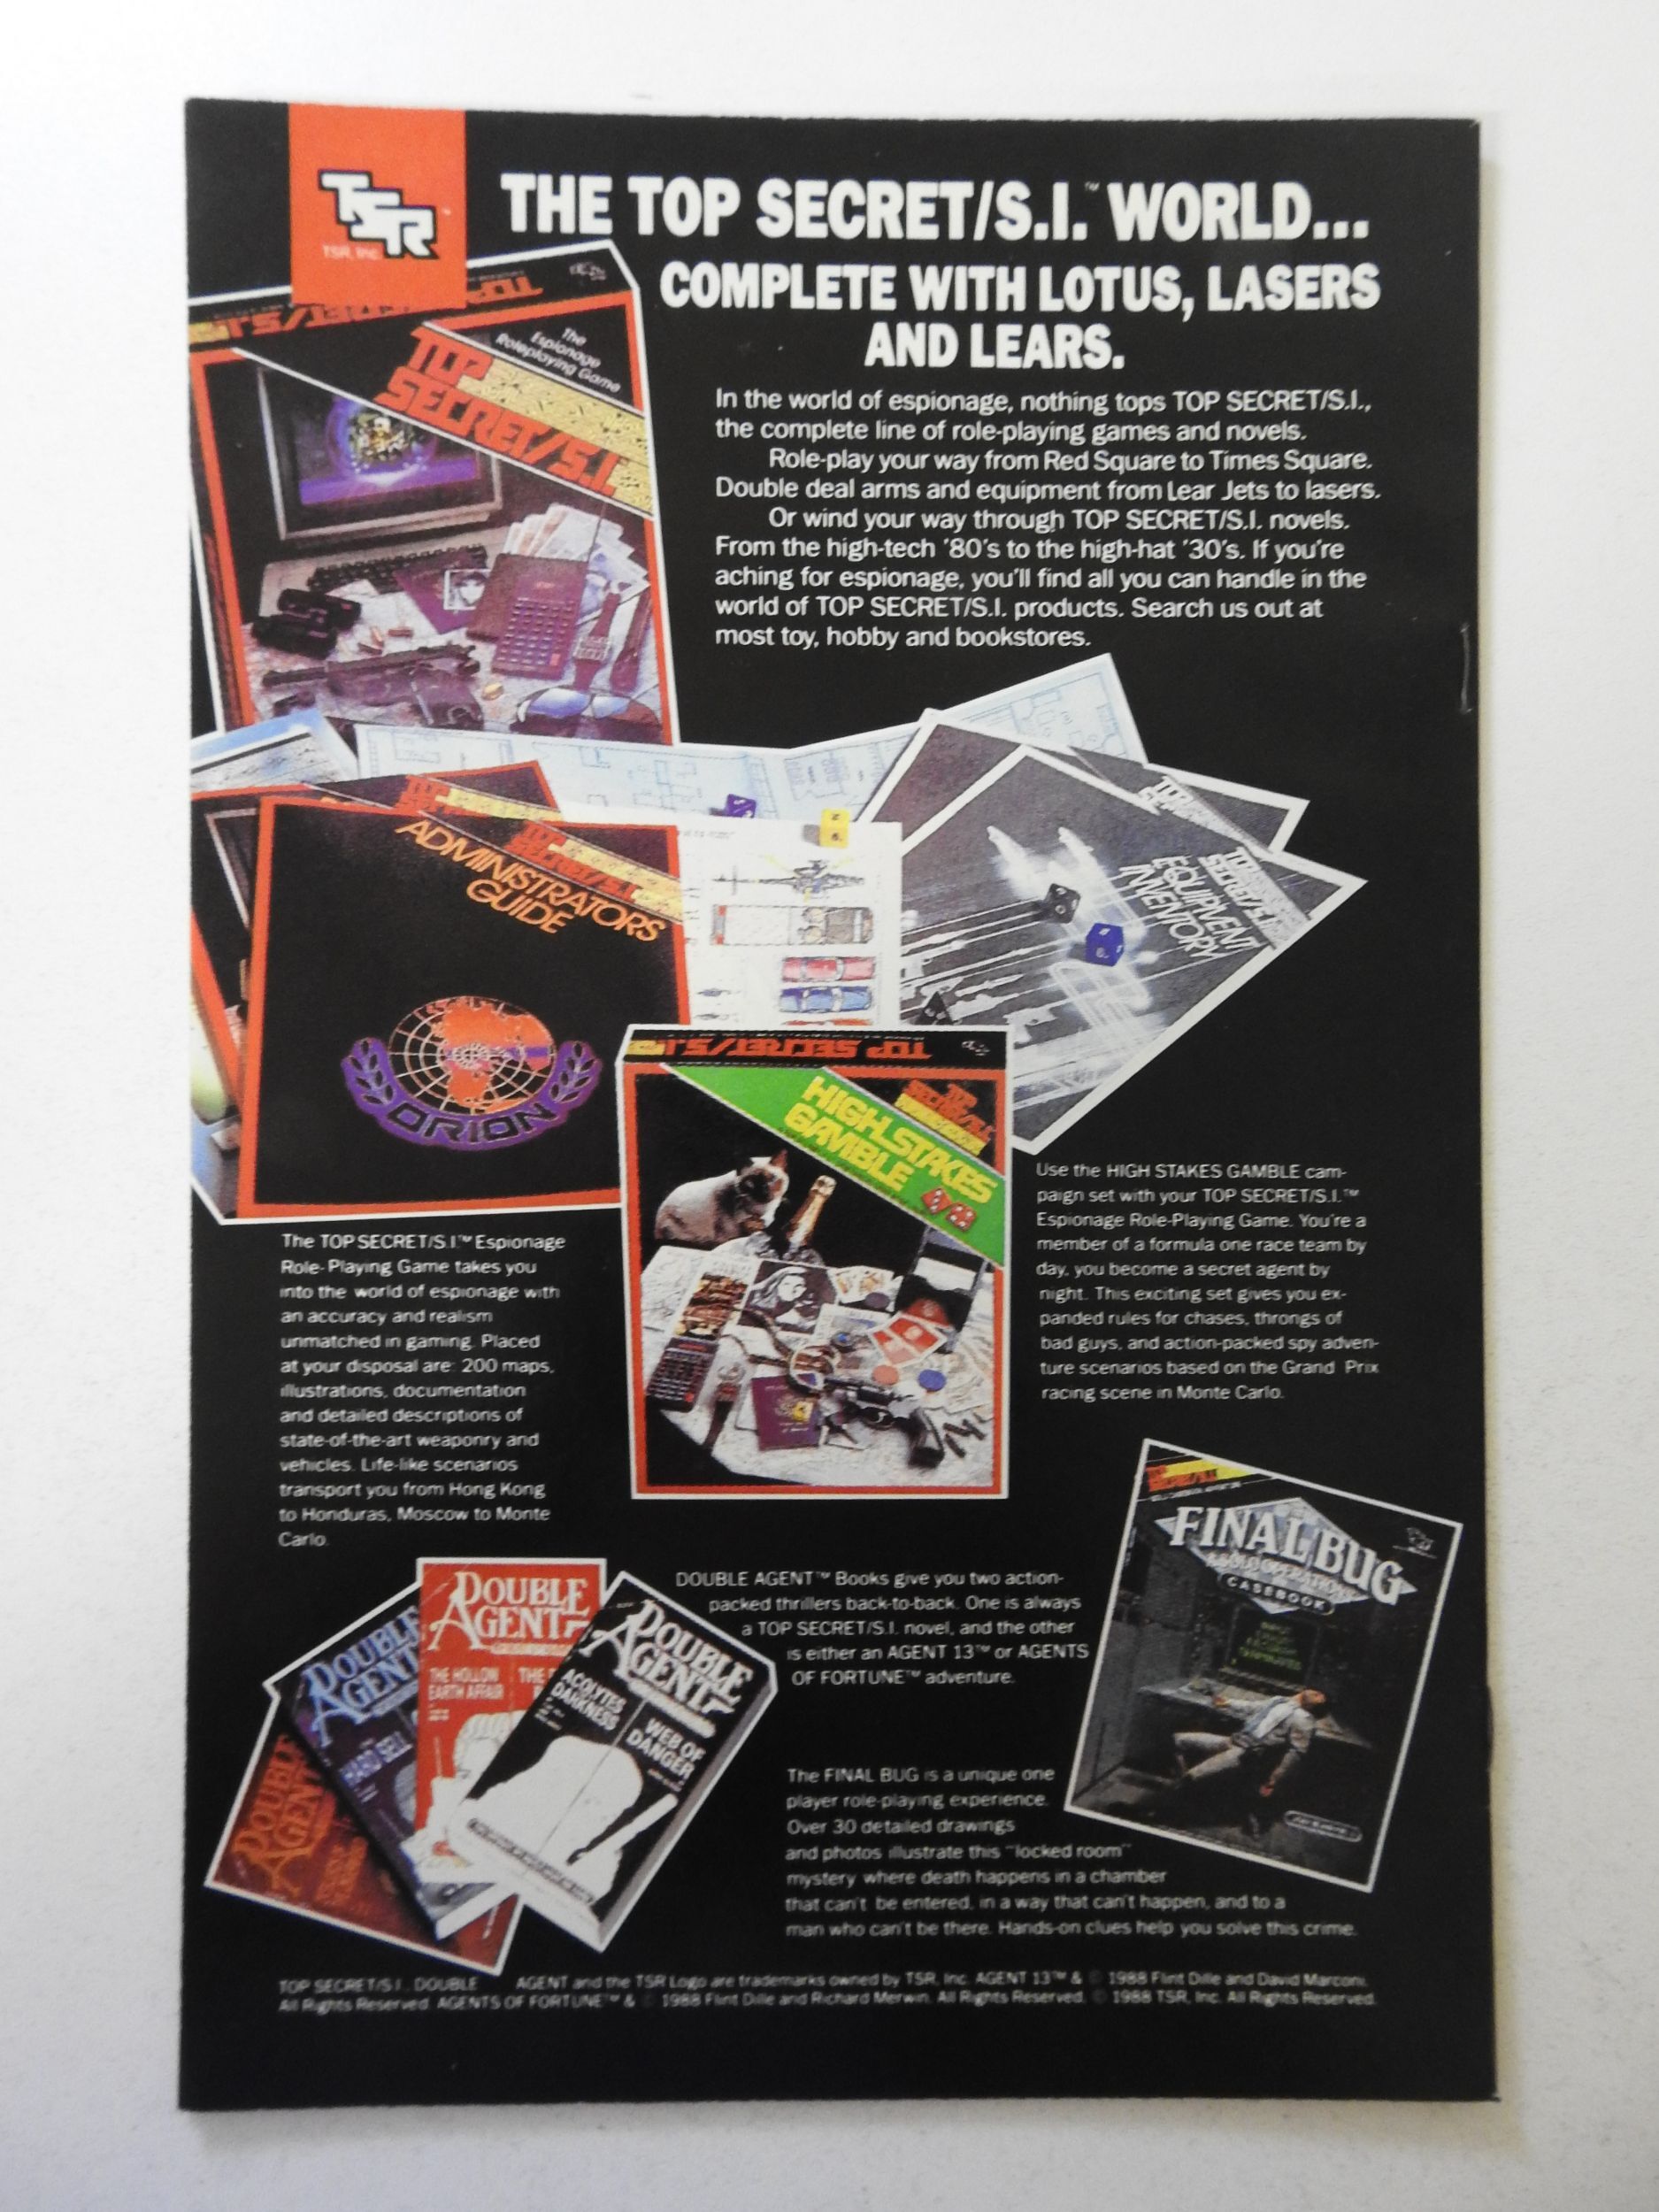 TSR
TSR, Inc.
THE TOP SECRET/S.I.™ WORLD...
COMPLETE WITH LOTUS, LASERS
AND LEARS.
In the world of espionage, nothing tops TOP SECRET/S.I.,
the complete line of role-playing games and novels.
Role-play your way from Red Square to Times Square.
Double deal arms and equipment from Lear Jets to lasers.
Or wind your way through TOP SECRET/S.I. novels.
From the high-tech '80's to the high-hat '30's. If you're
aching for espionage, you'll find all you can handle in the
world of TOP SECRET/S.I. products. Search us out at
most toy, hobby and bookstores.
TOP SECRET/S.I.
The
Espionage
Roleplaying Game
TOP
SECRET/S.I.
TOP
SECRET/S.I.
ADMINISTRATORS
GUIDE
ORION
TOP
SECRET/S.I.
EQUIPMENT
INVENTORY
TOP SECRET/S.I.
TOP
SECRET/S.I.
HIGH STAKES
GAMBLE
Use the HIGH STAKES GAMBLE cam-
paign set with your TOP SECRET/S.I.™
Espionage Role-Playing Game. You're a
member of a formula one race team by
day, you become a secret agent by
night. This exciting set gives you ex-
panded rules for chases, throngs of
bad guys, and action-packed spy adven-
ture scenarios based on the Grand Prix
racing scene in Monte Carlo.
The TOP SECRET/S.I.™ Espionage
Role-Playing Game takes you
into the world of espionage with
an accuracy and realism
unmatched in gaming. Placed
at your disposal are: 200 maps,
illustrations, documentation
and detailed descriptions of
state-of-the-art weaponry and
vehicles. Life-like scenarios
transport you from Hong Kong
to Honduras, Moscow to Monte
Carlo.
TOP
SECRET/S.I.
FINAL BUG
CASEBOOK
DOUBLE AGENT™ Books give you two action-
packed thrillers back-to-back. One is always
a TOP SECRET/S.I. novel, and the other
is either an AGENT 13™ or AGENTS
OF FORTUNE™ adventure.
DOUBLE
AGENT
DOUBLE
AGENT
HARD SELL
DOUBLE
AGENT
THE HOLLOW
EARTH AFFAIR
THE
DOUBLE
AGENT
ACOLYTES
DARKNESS
WEB OF
DANGER
The FINAL BUG is a unique one
player role-playing experience.
Over 30 detailed drawings
and photos illustrate this "locked room"
mystery where death happens in a chamber
that can't be entered, in a way that can't happen, and to a
man who can't be there. Hands-on clues help you solve this crime.
TOP SECRET/S.I., DOUBLE AGENT and the TSR Logo are trademarks owned by TSR, Inc. AGENT 13™ & © 1988 Flint Dille and David Marconi.
All Rights Reserved. AGENTS OF FORTUNE™ & © 1988 Flint Dille and Richard Merwin. All Rights Reserved. © 1988 TSR, Inc. All Rights Reserved.